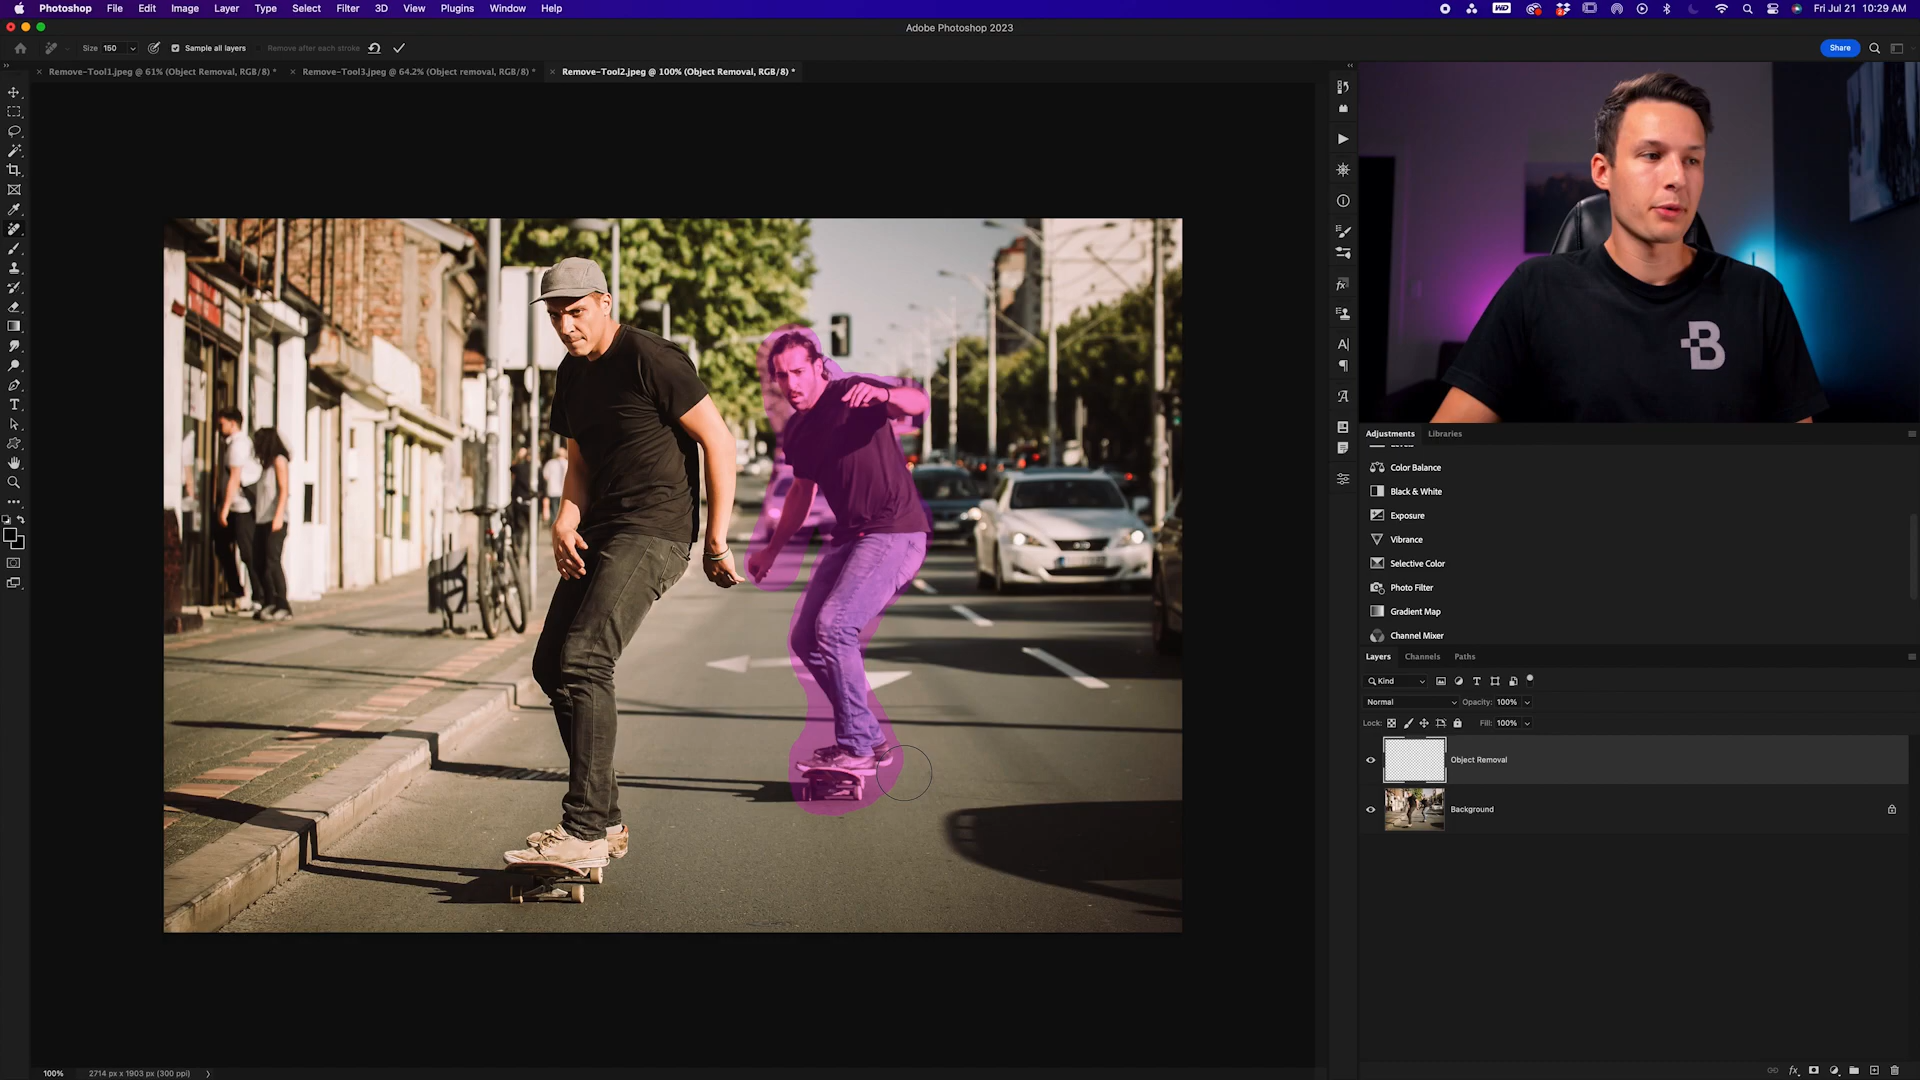 Photoshop File Edit Image Layer Type Select Filter 3D View Plugins Window Help
Fri Jul 21 10:29 AM
Adobe Photoshop 2023
Size 150 Sample all layers Remove after each stroke
Share
Remove-Tool1.jpeg @ 61% (Object Removal, RGB/8) *
Remove-Tool3.jpeg @ 64.2% (Object removal, RGB/8) *
Remove-Tool2.jpeg @ 100% (Object Removal, RGB/8) *
B
Adjustments Libraries
Color Balance
Black & White
Exposure
Vibrance
Selective Color
Photo Filter
Gradient Map
Channel Mixer
Layers Channels Paths
Kind
Normal Opacity: 100%
Lock: Fill: 100%
Object Removal
Background
100% 2714 px x 1903 px (300 ppi)